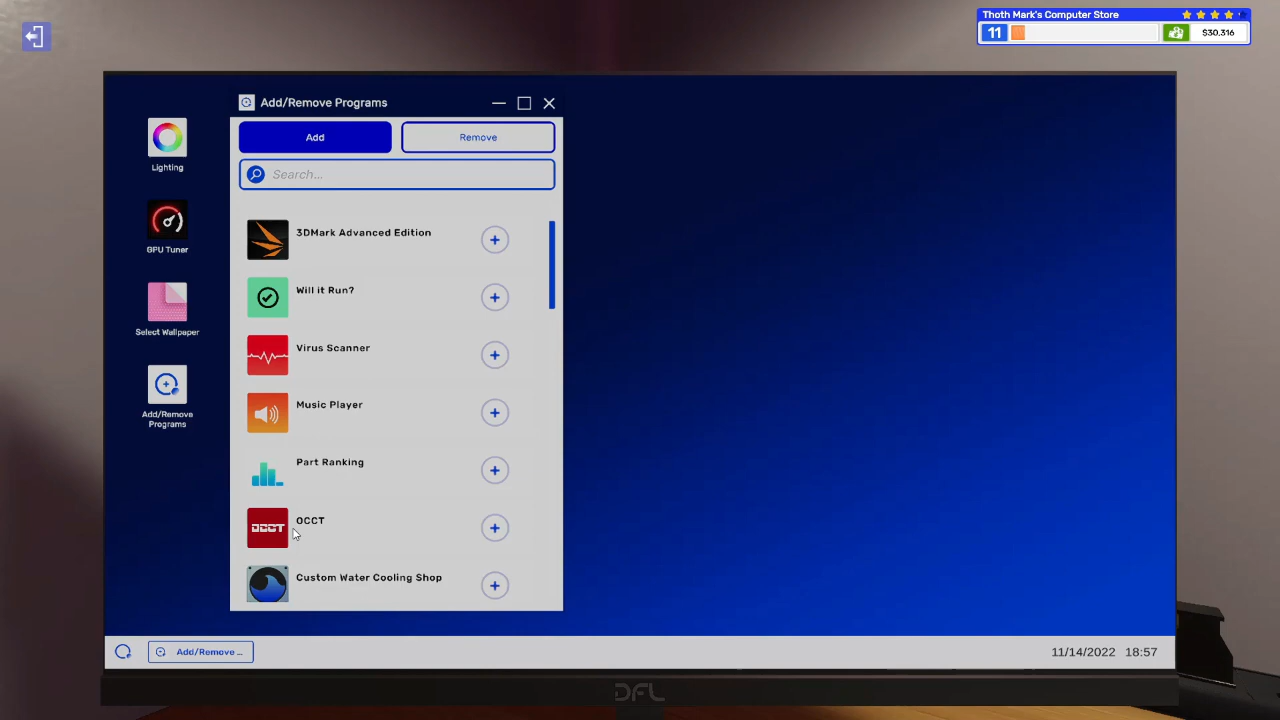 Thoth Mark's Computer Store
11
$30.316
Add/Remove Programs
Add
Remove
Search...
3DMark Advanced Edition
Will it Run?
Virus Scanner
Music Player
Part Ranking
OCCT
OCCT
Custom Water Cooling Shop
Lighting
GPU Tuner
Select Wallpaper
Add/Remove
Programs
Add/Remove ...
11/14/2022 18:57
DFL